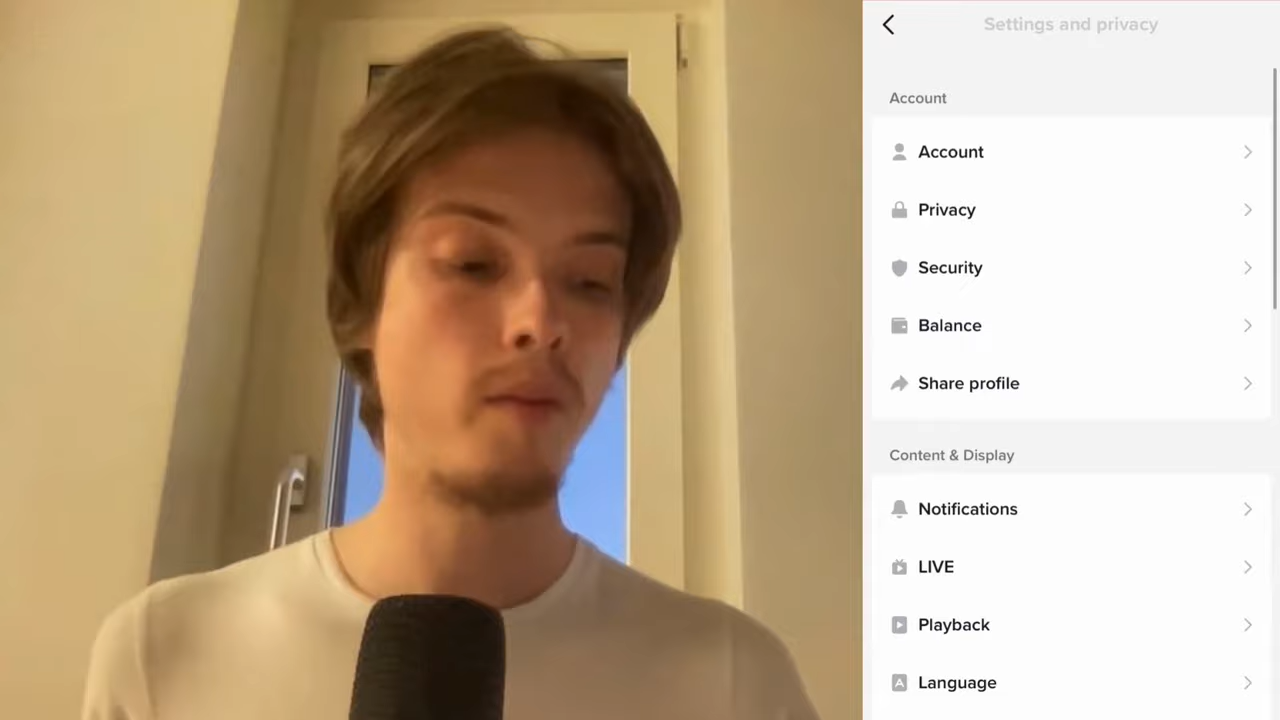 Settings and privacy
Account
Account
Privacy
Security
Balance
Share profile
Content & Display
Notifications
LIVE
Playback
Language